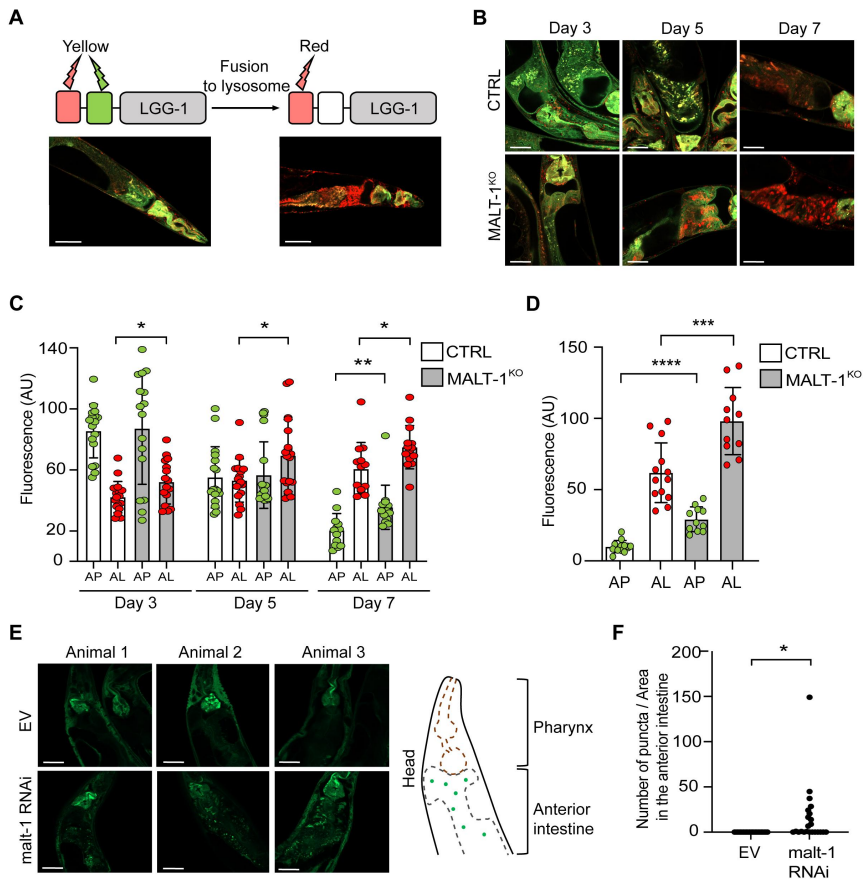 A
Yellow
Red
Fusion
to lysosome
LGG-1
LGG-1
B
Day 3
Day 5
Day 7
CTRL
MALT-1KO
C
Fluorescence (AU)
140
100
60
20
0
*
*
**
*
CTRL
MALT-1KO
AP AL AP AL AP AL AP AL AP AL AP AL
Day 3
Day 5
Day 7
D
Fluorescence (AU)
150
100
50
0
****
***
CTRL
MALT-1KO
AP AL AP AL
E
Animal 1
Animal 2
Animal 3
EV
malt-1 RNAi
Head
Pharynx
Anterior
intestine
F
Number of puncta / Area
in the anterior intestine
200
150
100
50
0
*
EV
malt-1
RNAi